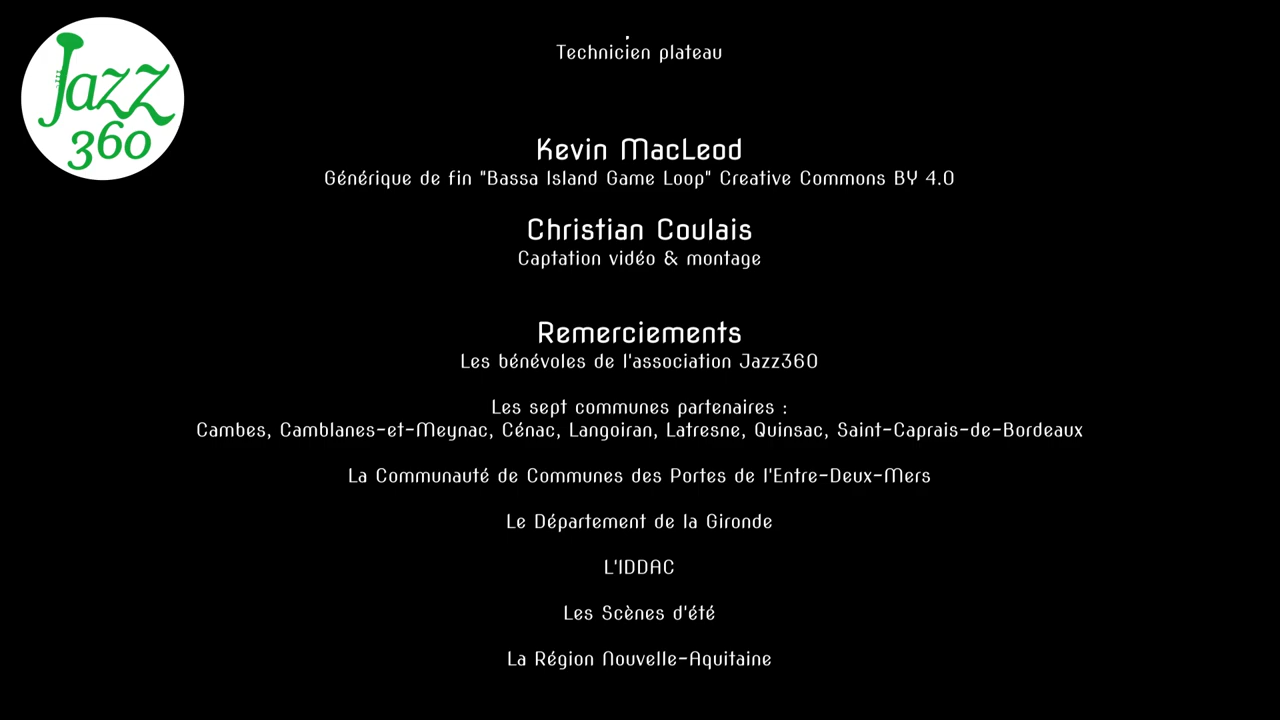 Jazz
360
Technicien plateau
Kevin MacLeod
Générique de fin "Bassa Island Game Loop" Creative Commons BY 4.0
Christian Coulais
Captation vidéo & montage
Remerciements
Les bénévoles de l'association Jazz360
Les sept communes partenaires :
Cambes, Camblanes-et-Meynac, Cénac, Langoiran, Latresne, Quinsac, Saint-Caprais-de-Bordeaux
La Communauté de Communes des Portes de l'Entre-Deux-Mers
Le Département de la Gironde
L'IDDAC
Les Scènes d'été
La Région Nouvelle-Aquitaine